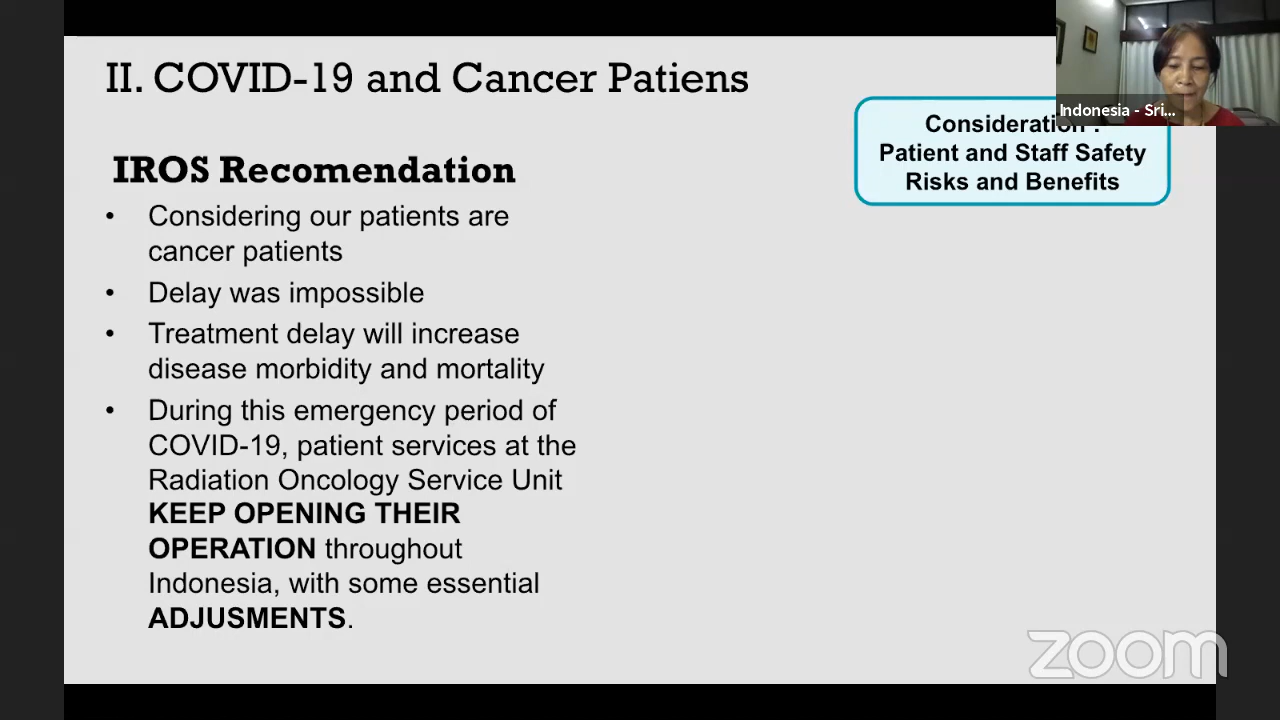 II. COVID-19 and Cancer Patiens
Indonesia - Sri...
Consideration :
Patient and Staff Safety
Risks and Benefits
IROS Recomendation
• Considering our patients are
cancer patients
• Delay was impossible
• Treatment delay will increase
disease morbidity and mortality
• During this emergency period of
COVID-19, patient services at the
Radiation Oncology Service Unit
KEEP OPENING THEIR
OPERATION throughout
Indonesia, with some essential
ADJUSMENTS.
zoom